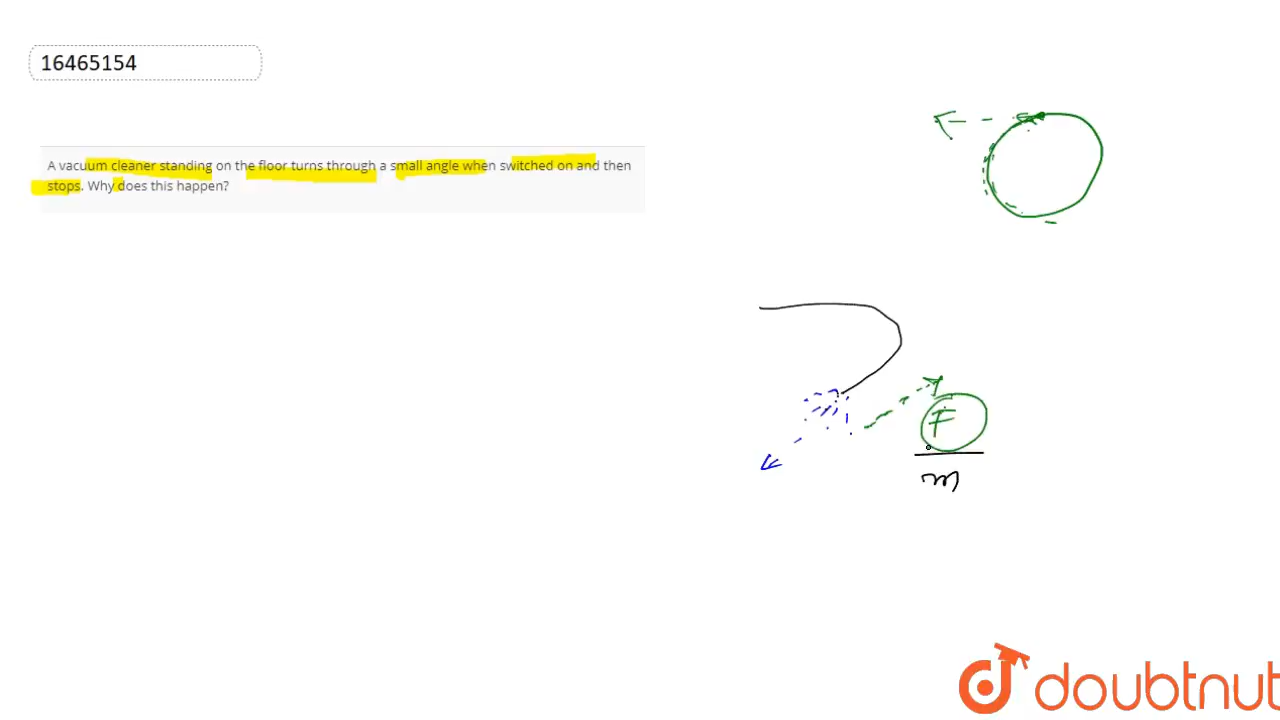 16465154
A vacuum cleaner standing on the floor turns through a small angle when switched on and then
stops. Why does this happen?
F
m
doubtnut